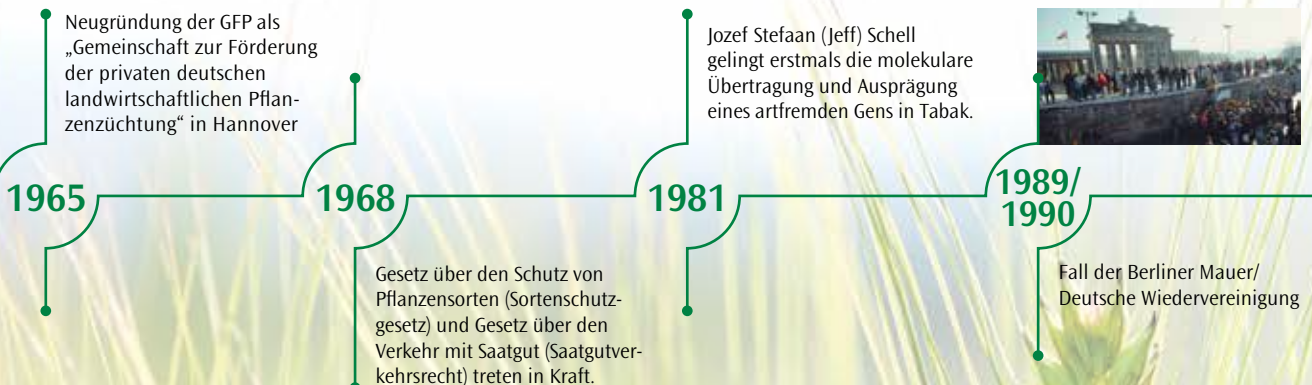 Neugründung der GFP als
„Gemeinschaft zur Förderung
der privaten deutschen
landwirtschaftlichen Pflan-
zenzüchtung“ in Hannover
1965
1968
Gesetz über den Schutz von
Pflanzensorten (Sortenschutz-
gesetz) und Gesetz über den
Verkehr mit Saatgut (Saatgutver-
kehrsrecht) treten in Kraft.
Jozef Stefaan (Jeff) Schell
gelingt erstmals die molekulare
Übertragung und Ausprägung
eines artfremden Gens in Tabak.
1981
1989/
1990
Fall der Berliner Mauer/
Deutsche Wiedervereinigung